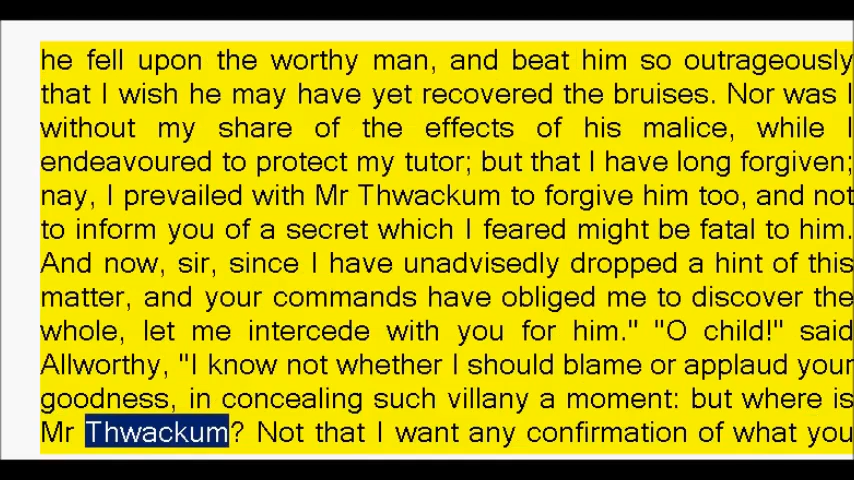 he fell upon the worthy man, and beat him so outrageously
that I wish he may have yet recovered the bruises. Nor was I
without my share of the effects of his malice, while I
endeavoured to protect my tutor; but that I have long forgiven;
nay, I prevailed with Mr Thwackum to forgive him too, and not
to inform you of a secret which I feared might be fatal to him.
And now, sir, since I have unadvisedly dropped a hint of this
matter, and your commands have obliged me to discover the
whole, let me intercede with you for him." "O child!" said
Allworthy, "I know not whether I should blame or applaud your
goodness, in concealing such villany a moment: but where is
Mr Thwackum? Not that I want any confirmation of what you